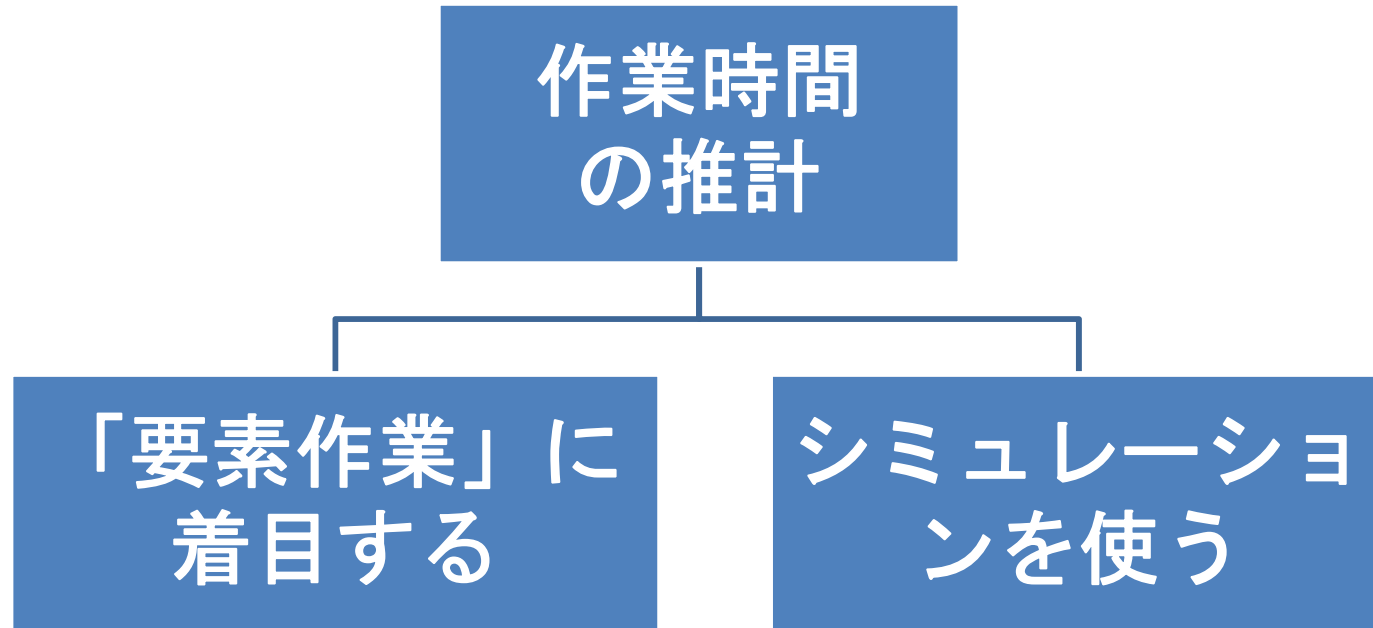 作業時間
の推計
「要素作業」に
着目する
シミュレーショ
ンを使う